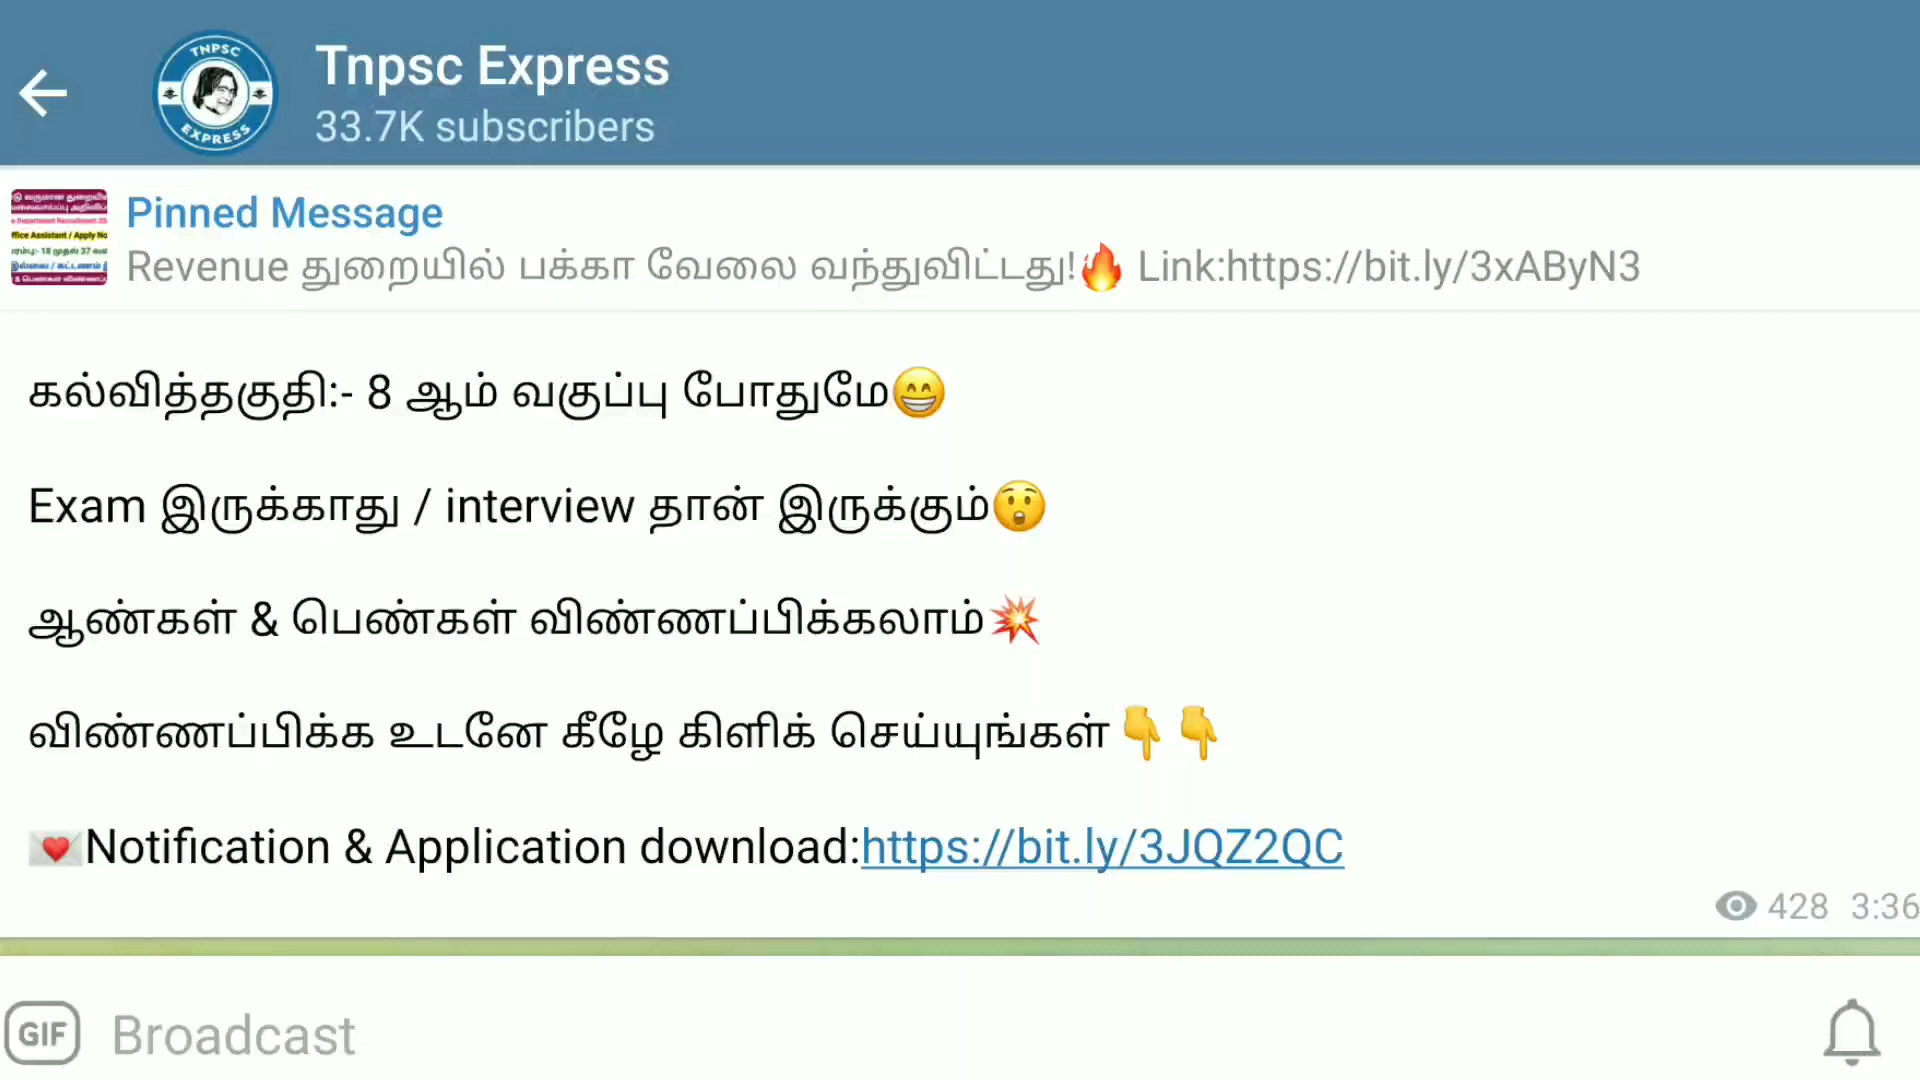 TNPSC
EXPRESS
Tnpsc Express
33.7K subscribers
Pinned Message
Revenue துறையில் பக்கா வேலை வந்துவிட்டது!🔥 Link:https://bit.ly/3xAByN3
கல்வித்தகுதி:- 8 ஆம் வகுப்பு போதுமே😁
Exam இருக்காது / interview தான் இருக்கும்😲
ஆண்கள் & பெண்கள் விண்ணப்பிக்கலாம்💥
விண்ணப்பிக்க உடனே கீழே கிளிக் செய்யுங்கள்👇👇
💌Notification & Application download:https://bit.ly/3JQZ2QC
428 3:36
GIF Broadcast